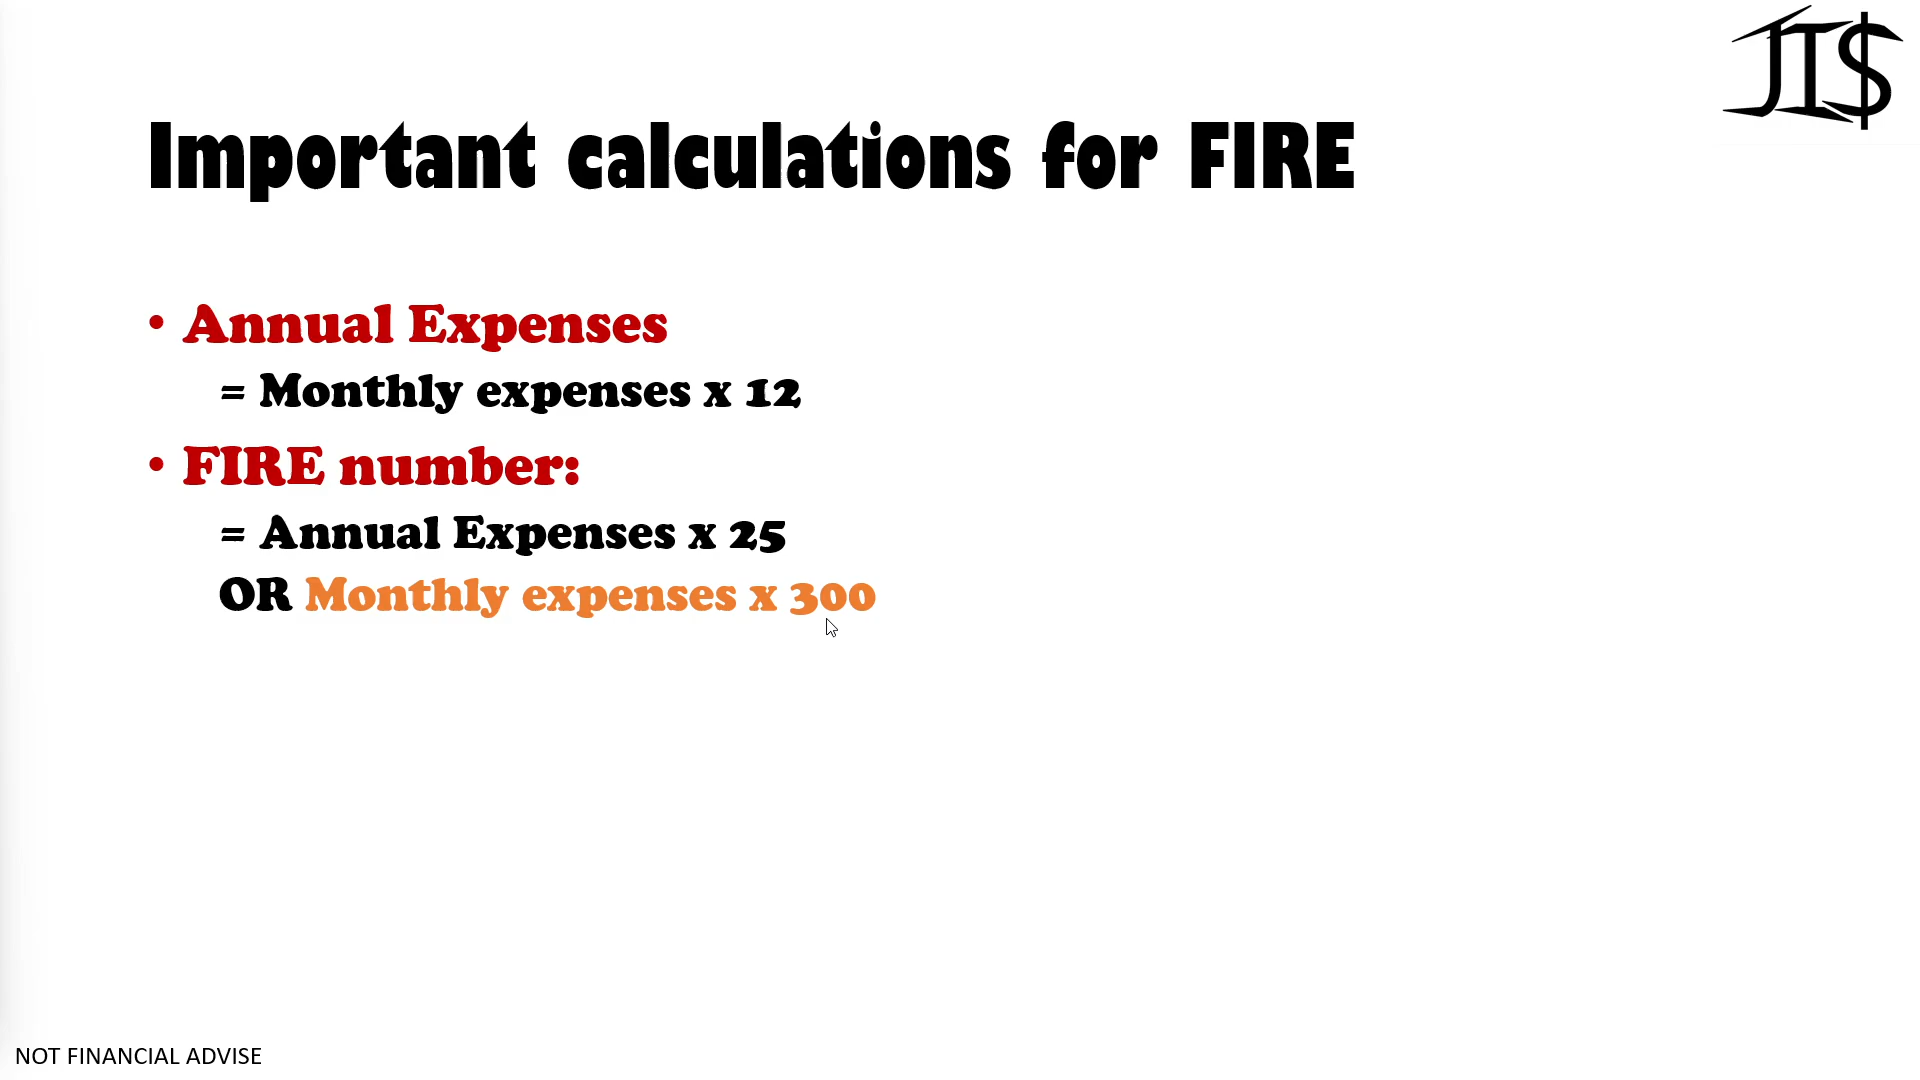 JI$
Important calculations for FIRE
• Annual Expenses
= Monthly expenses x 12
• FIRE number:
= Annual Expenses x 25
OR Monthly expenses x 300
NOT FINANCIAL ADVISE